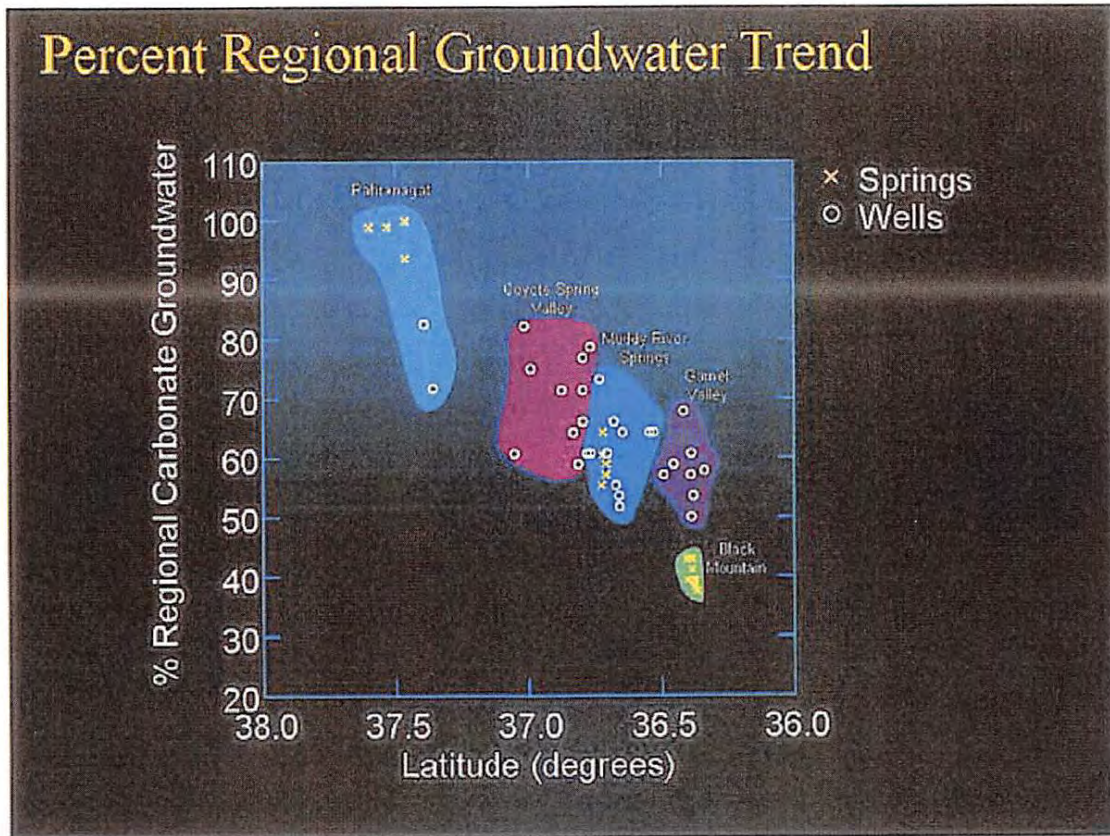 Percent Regional Groundwater Trend
% Regional Carbonate Groundwater
110
100
90
80
70
60
50
40
30
20
Pahranagat
Coyote Spring
Valley
Muddy River
Springs
Garnet
Valley
Black
Mountain
× Springs
o Wells
38.0 37.5 37.0 36.5 36.0
Latitude (degrees)